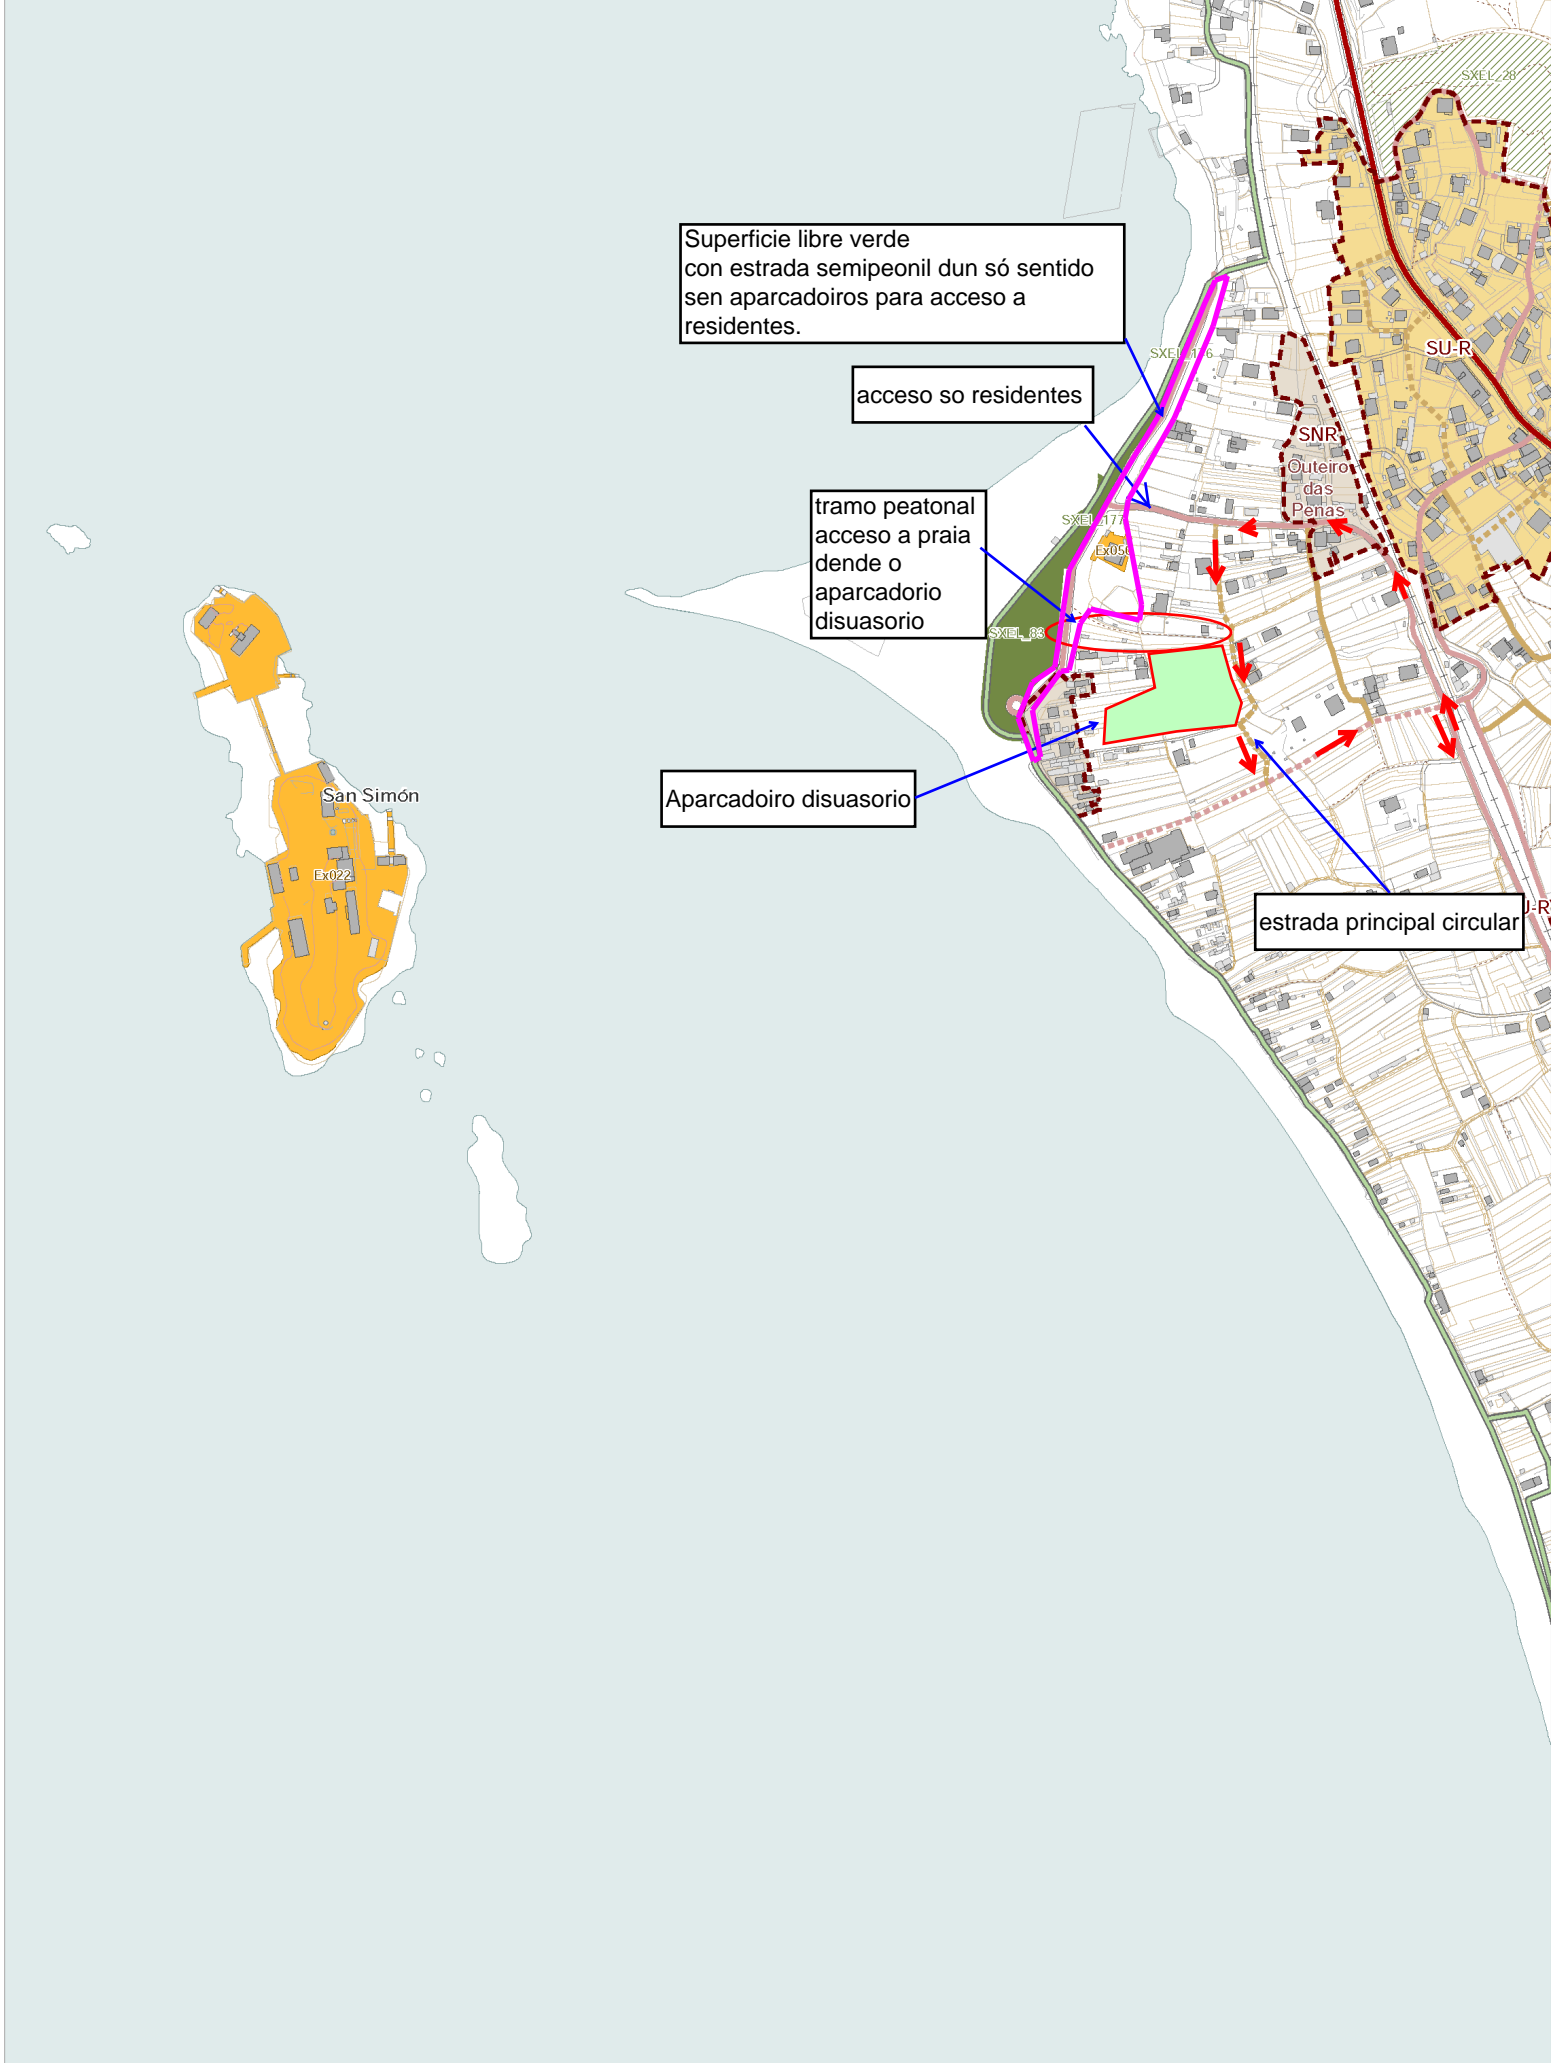 SXEL_28
Superficie libre verde
con estrada semipeonil dun só sentido
sen aparcadoiros para acceso a
residentes.
SXEL_176
SU-R
acceso so residentes
SNR
Outeiro
das
Penas
tramo peatonal
acceso a praia
dende o
aparcadorio
disuasorio
SXEL_177
Ex050
SXEL_83
San Simón
Aparcadoiro disuasorio
Ex022
estrada principal circular
U-R